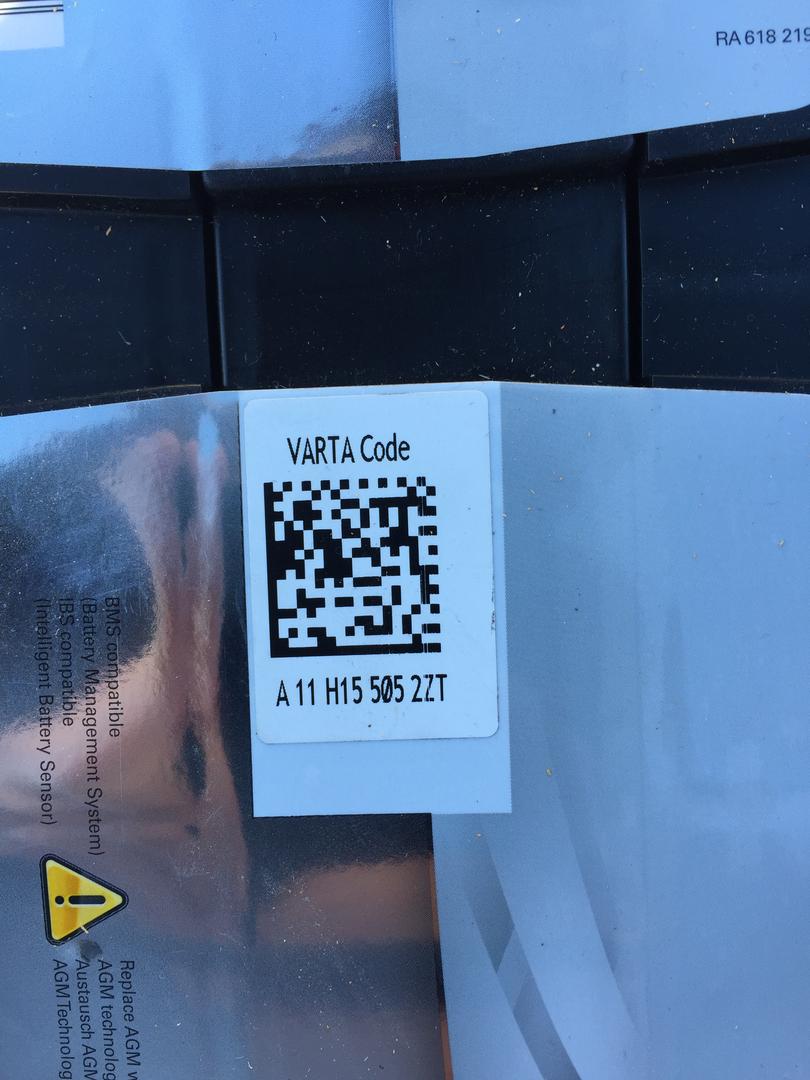 RA 618 219
VARTA Code
A 11 H15 505 2ZT
BMS compatible
(Battery Management System)
IBS compatible
(Intelligent Battery Sensor)
Replace AGM
AGM technolog
Austausch AGM
AGM Technolog